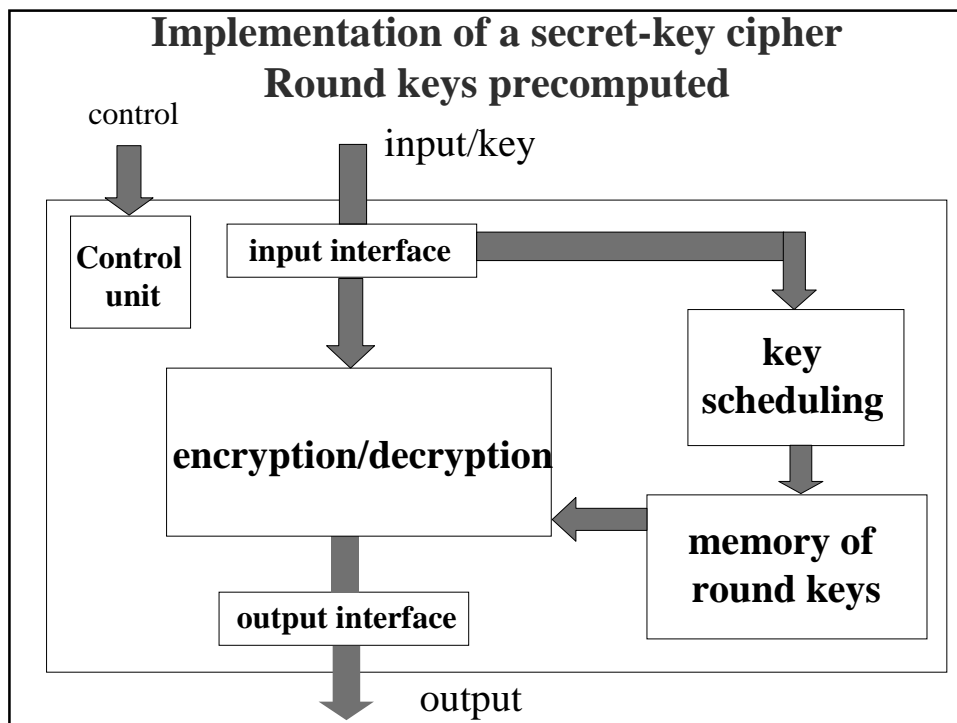 Implementation of a secret-key cipher
Round keys precomputed
control
input/key
Control
unit
input interface
key
scheduling
encryption/decryption
memory of
round keys
output interface
output